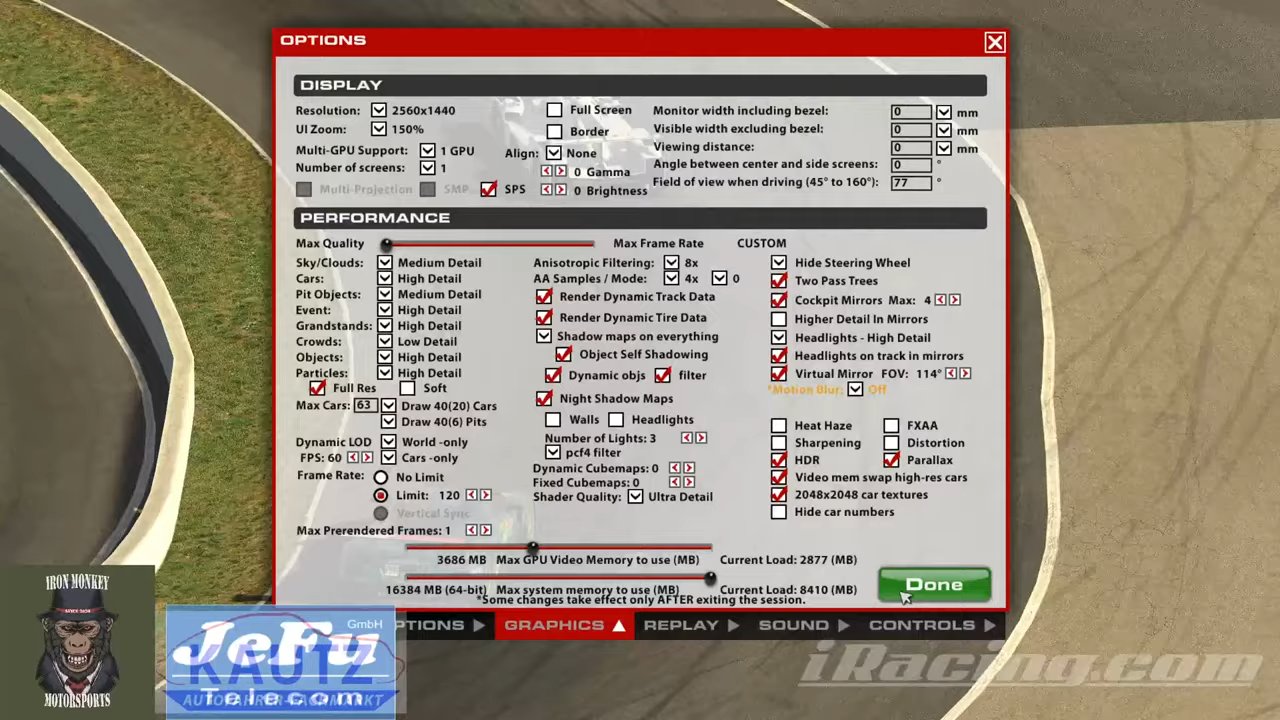 OPTIONS
DISPLAY
Resolution: 2560x1440
UI Zoom: 150%
Multi-GPU Support: 1 GPU
Number of screens: 1
Multi-Projection SMP SPS
Full Screen
Border
Align: None
0 Gamma
0 Brightness
Monitor width including bezel: 0 mm
Visible width excluding bezel: 0 mm
Viewing distance: 0 mm
Angle between center and side screens: 0 °
Field of view when driving (45° to 160°): 77 °
PERFORMANCE
Max Quality Max Frame Rate CUSTOM
Sky/Clouds: Medium Detail
Cars: High Detail
Pit Objects: Medium Detail
Event: High Detail
Grandstands: High Detail
Crowds: Low Detail
Objects: High Detail
Particles: High Detail
Full Res Soft
Max Cars: 63 Draw 40(20) Cars
Draw 40(6) Pits
Dynamic LOD World -only
FPS: 60 Cars -only
Frame Rate: No Limit
Limit: 120
Vertical Sync
Max Prerendered Frames: 1
Anisotropic Filtering: 8x
AA Samples / Mode: 4x 0
Render Dynamic Track Data
Render Dynamic Tire Data
Shadow maps on everything
Object Self Shadowing
Dynamic objs filter
Night Shadow Maps
Walls Headlights
Number of Lights: 3
pcf4 filter
Dynamic Cubemaps: 0
Fixed Cubemaps: 0
Shader Quality: Ultra Detail
Hide Steering Wheel
Two Pass Trees
Cockpit Mirrors Max: 4
Higher Detail In Mirrors
Headlights - High Detail
Headlights on track in mirrors
Virtual Mirror FOV: 114°
*Motion Blur: Off
Heat Haze FXAA
Sharpening Distortion
HDR Parallax
Video mem swap high-res cars
2048x2048 car textures
Hide car numbers
3686 MB Max GPU Video Memory to use (MB) Current Load: 2877 (MB)
16384 MB (64-bit) Max system memory to use (MB) Current Load: 8410 (MB)
*Some changes take effect only AFTER exiting the session.
Done
PTIONS GRAPHICS REPLAY SOUND CONTROLS
iRacing.com
IRON MONKEY
MOTORSPORTS
GmbH
JeFu
KAUTZ
Telecom
AUTOFAHRER-FACHMARKT